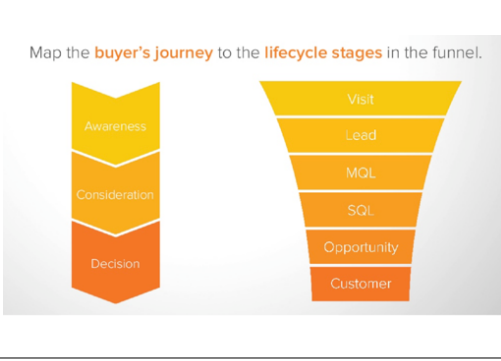 Map the buyer's journey to the lifecycle stages in the funnel.
Awareness
Consideration
Decision
Visit
Lead
MQL
SQL
Opportunity
Customer